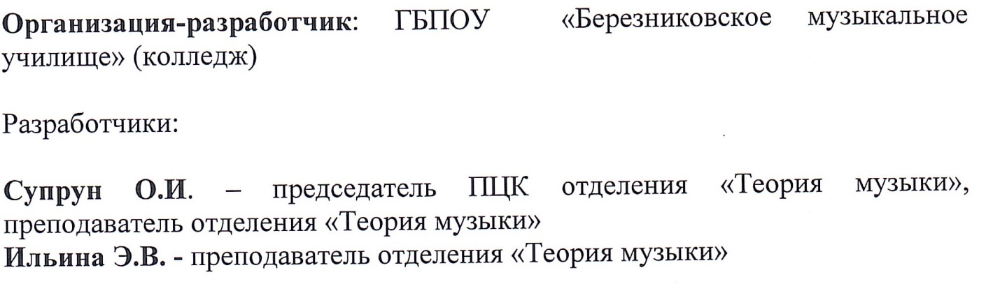 Организация-разработчик: ГБПОУ «Березниковское музыкальное
училище» (колледж)
Разработчики:
Супрун О.И. – председатель ПЦК отделения «Теория музыки»,
преподаватель отделения «Теория музыки»
Ильина Э.В. - преподаватель отделения «Теория музыки»